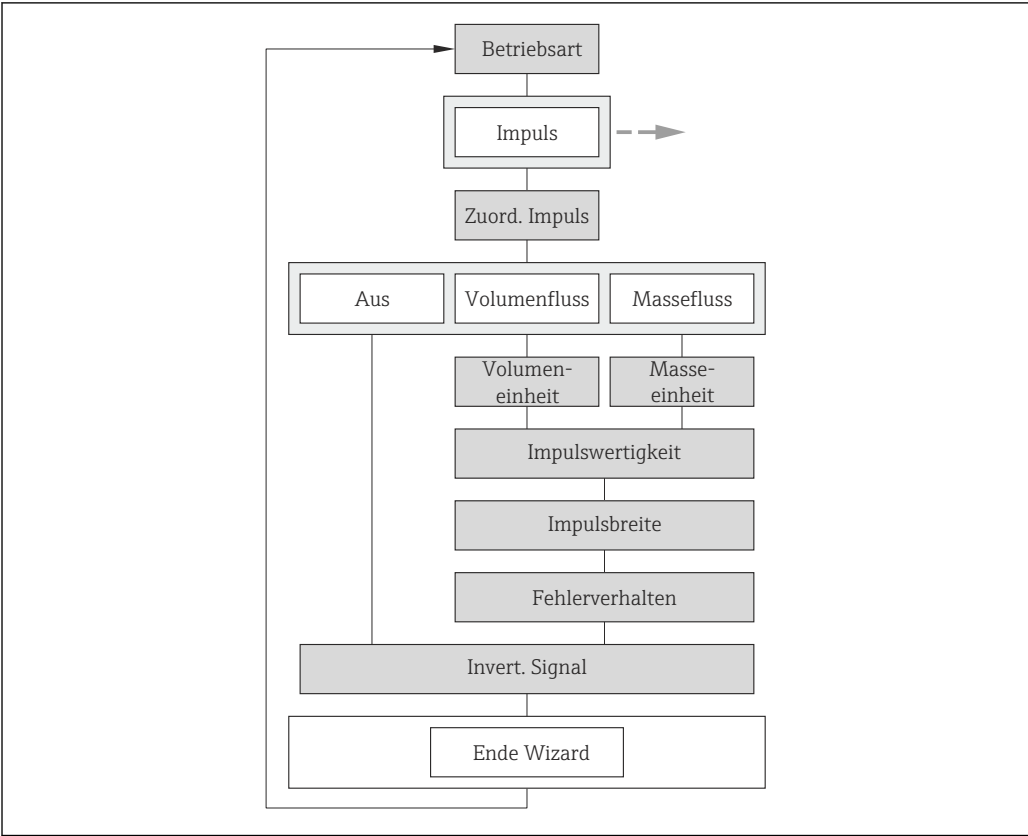 Betriebsart
Impuls
Zuord. Impuls
Aus
Volumenfluss
Massefluss
Volumen-
einheit
Masse-
einheit
Impulswertigkeit
Impulsbreite
Fehlerverhalten
Invert. Signal
Ende Wizard